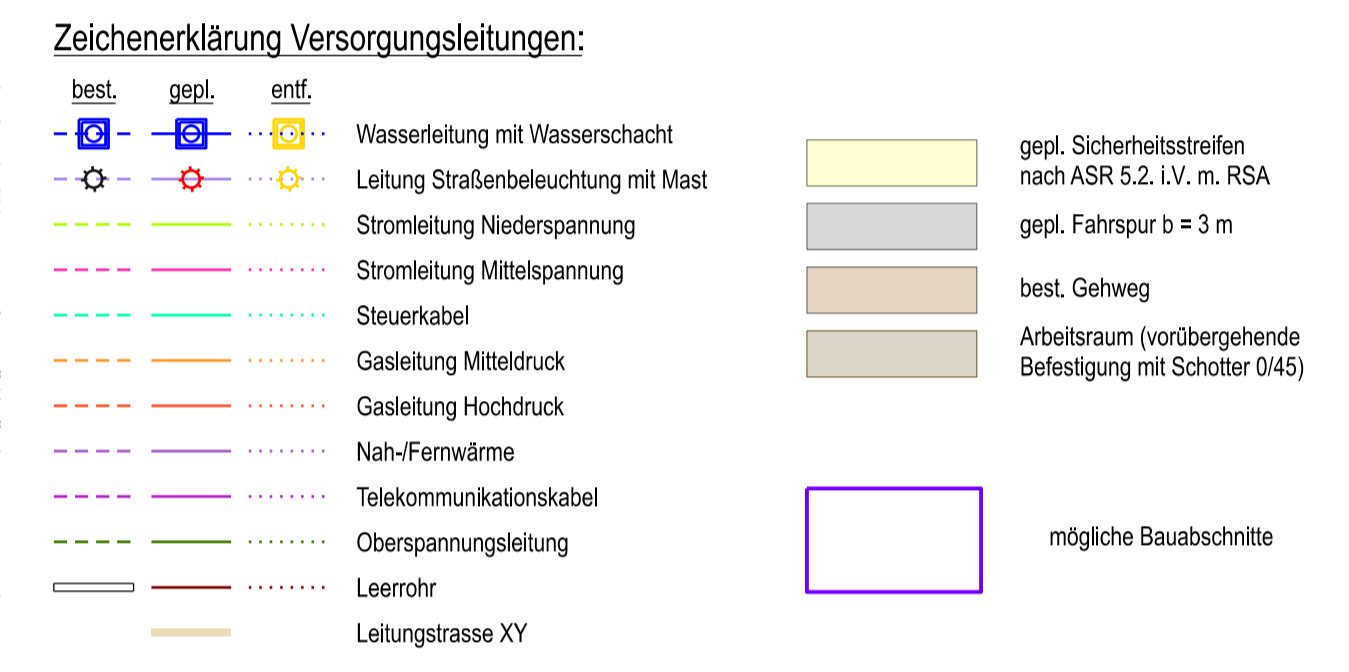 Zeichenerklärung Versorgungsleitungen:
best. gepl. entf.
Wasserleitung mit Wasserschacht
Leitung Straßenbeleuchtung mit Mast
Stromleitung Niederspannung
Stromleitung Mittelspannung
Steuerkabel
Gasleitung Mitteldruck
Gasleitung Hochdruck
Nah-/Fernwärme
Telekommunikationskabel
Oberspannungsleitung
Leerrohr
Leitungstrasse XY
gepl. Sicherheitsstreifen
nach ASR 5.2. i.V. m. RSA
gepl. Fahrspur b = 3 m
best. Gehweg
Arbeitsraum (vorübergehende
Befestigung mit Schotter 0/45)
mögliche Bauabschnitte